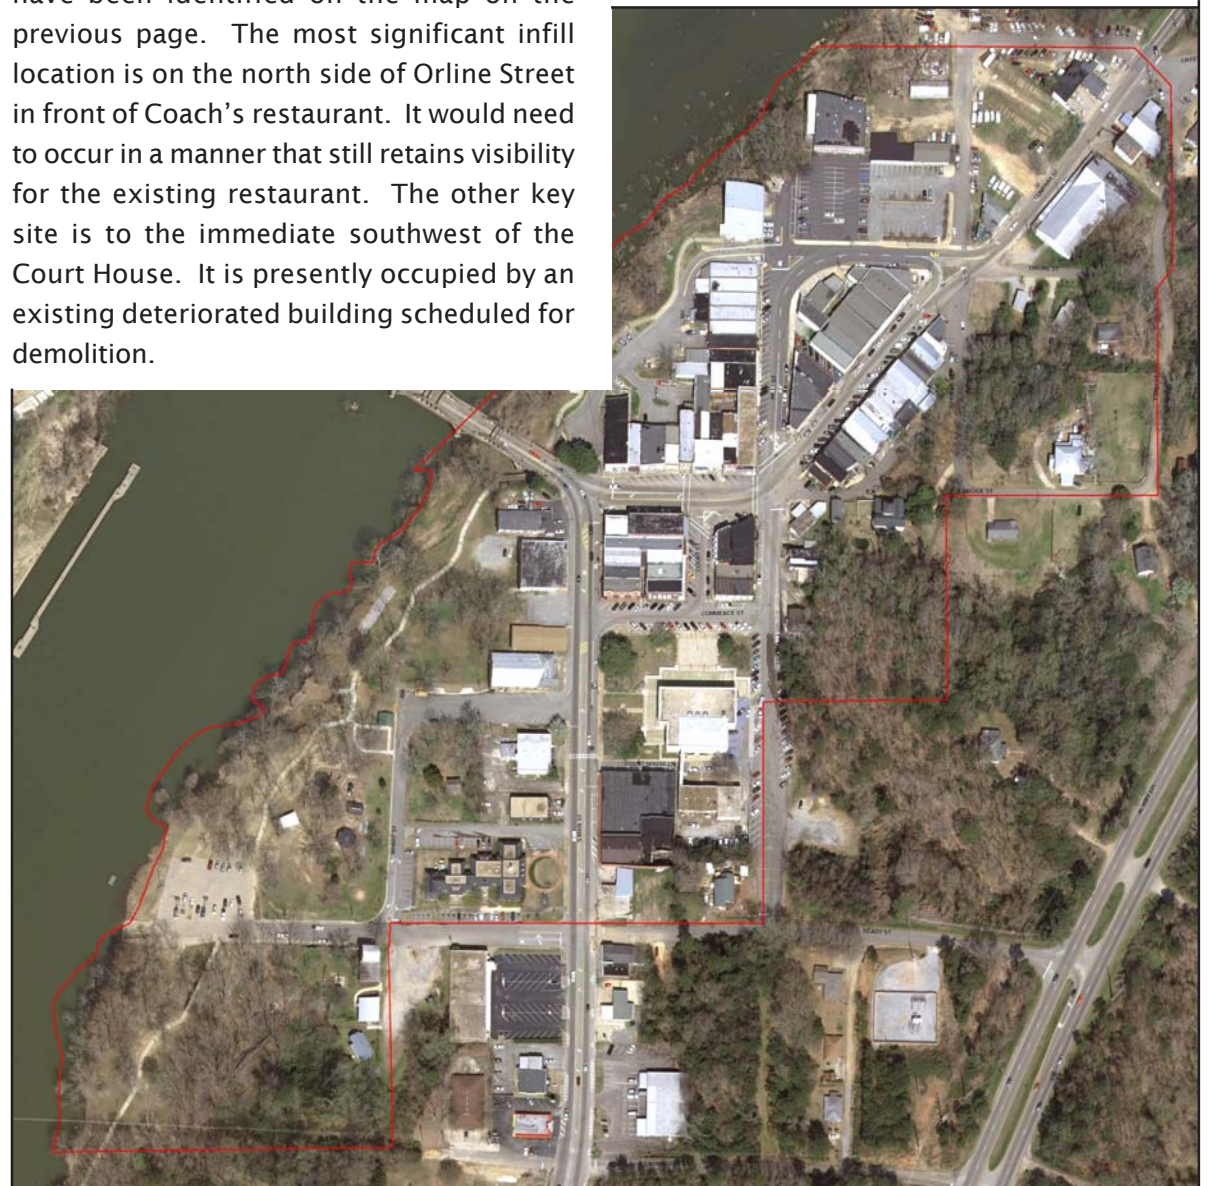 have been identified on the map on the
previous page. The most significant infill
location is on the north side of Orline Street
in front of Coach's restaurant. It would need
to occur in a manner that still retains visibility
for the existing restaurant. The other key
site is to the immediate southwest of the
Court House. It is presently occupied by an
existing deteriorated building scheduled for
demolition.
COMMERCE ST
READY ST